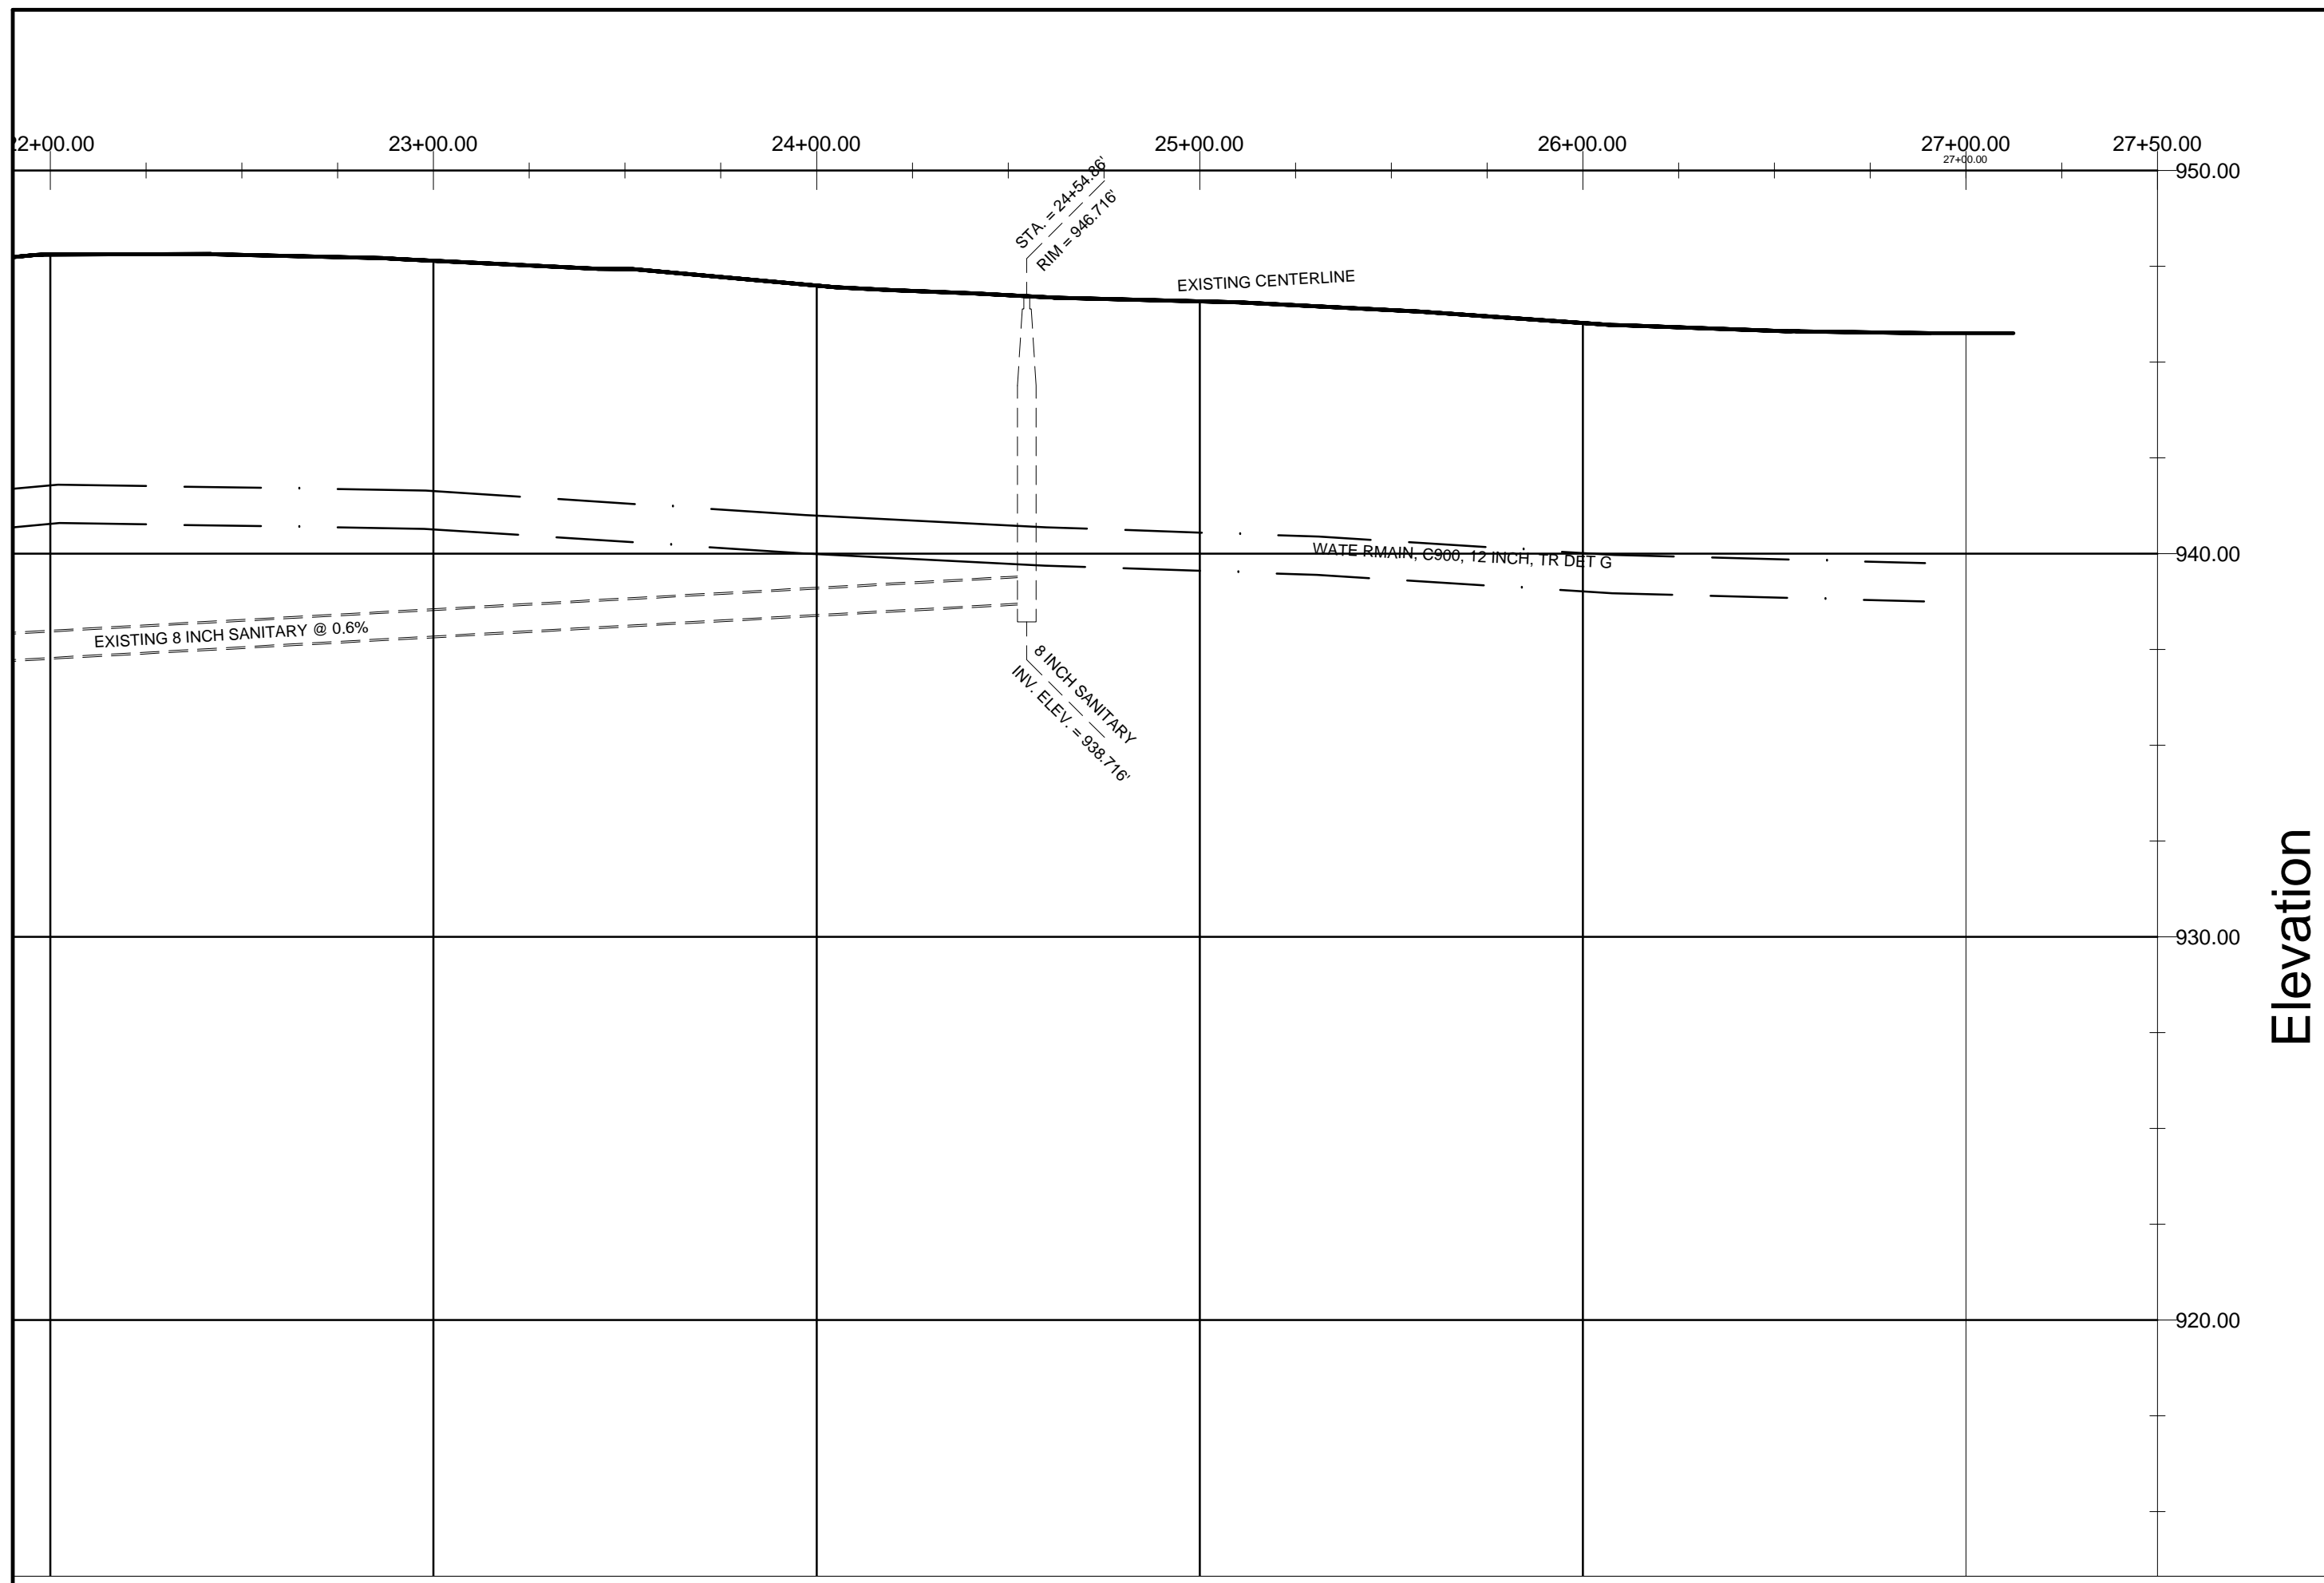 22+00.00
23+00.00
24+00.00
25+00.00
26+00.00
27+00.00
27+50.00
27+00.00
950.00
STA. = 24+54.86'
RIM = 946.716'
EXISTING CENTERLINE
WATE RMAIN, C900, 12 INCH, TR DET G
940.00
EXISTING 8 INCH SANITARY @ 0.6%
8 INCH SANITARY
INV. ELEV. = 938.716'
930.00
Elevation
920.00